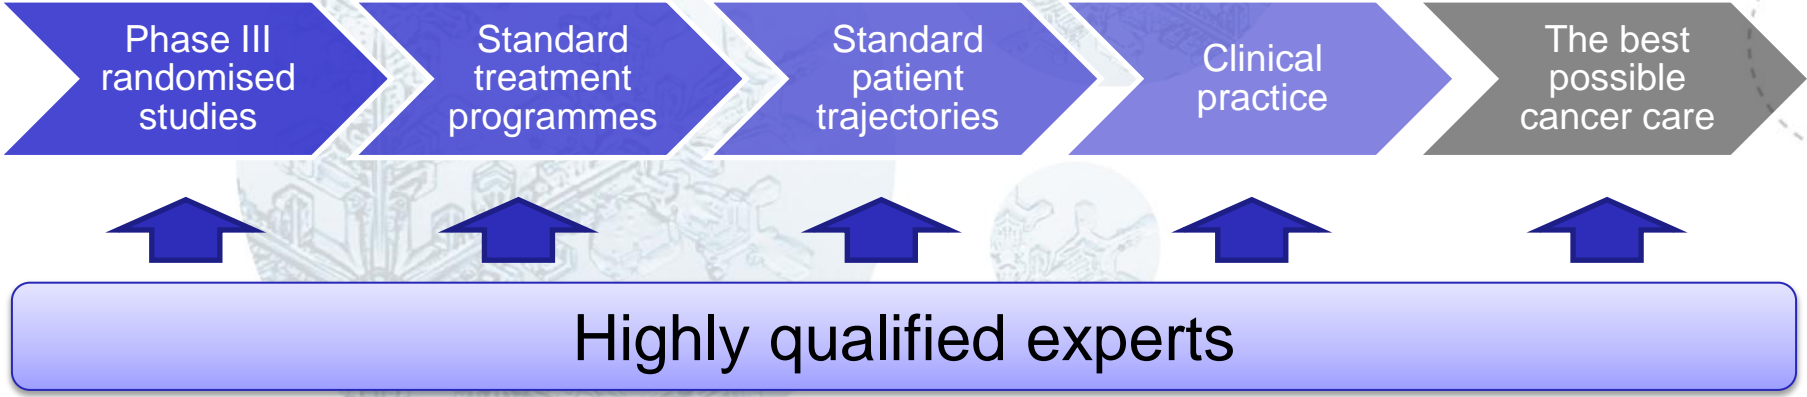 Phase III
randomised
studies
Standard
treatment
programmes
Standard
patient
trajectories
Clinical
practice
The best
possible
cancer care
Highly qualified experts